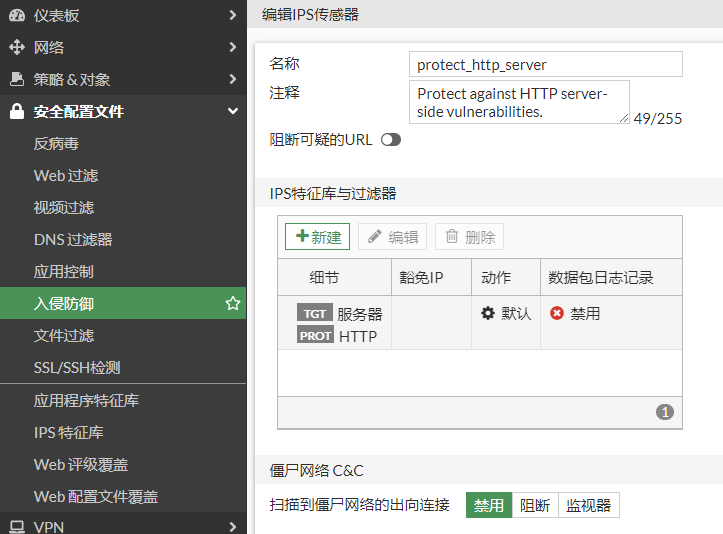 仪表板
网络
策略 & 对象
安全配置文件
反病毒
Web 过滤
视频过滤
DNS 过滤器
应用控制
入侵防御
文件过滤
SSL/SSH检测
应用程序特征库
IPS 特征库
Web 评级覆盖
Web 配置文件覆盖
VPN
编辑IPS传感器
名称 protect_http_server
注释 Protect against HTTP server-
side vulnerabilities. 49/255
阻断可疑的URL
IPS特征库与过滤器
新建 编辑 删除
细节 豁免IP 动作 数据包日志记录
TGT 服务器 默认 禁用
PROT HTTP
1
僵尸网络 C&C
扫描到僵尸网络的出向连接 禁用 阻断 监视器